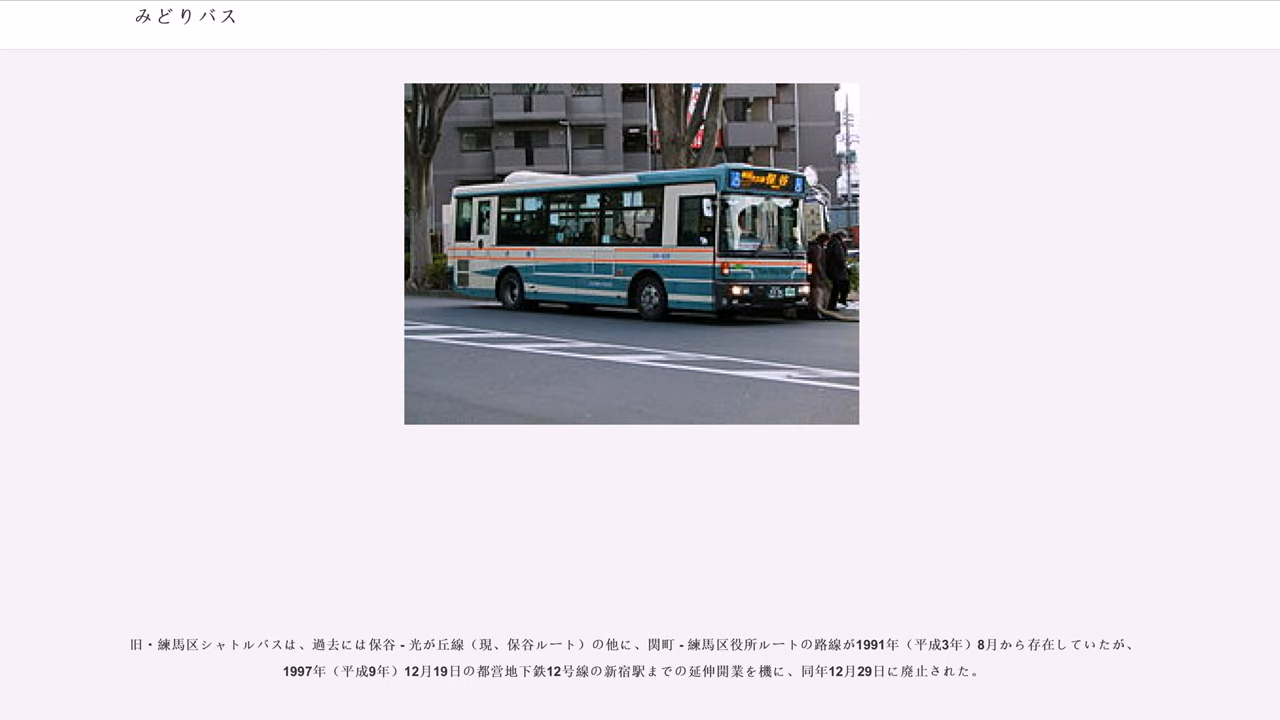 みどりバス
保谷
旧・練馬区シャトルバスは、過去には保谷 - 光が丘線（現、保谷ルート）の他に、関町 - 練馬区役所ルートの路線が1991年（平成3年）8月から存在していたが、
1997年（平成9年）12月19日の都営地下鉄12号線の新宿駅までの延伸開業を機に、同年12月29日に廃止された。